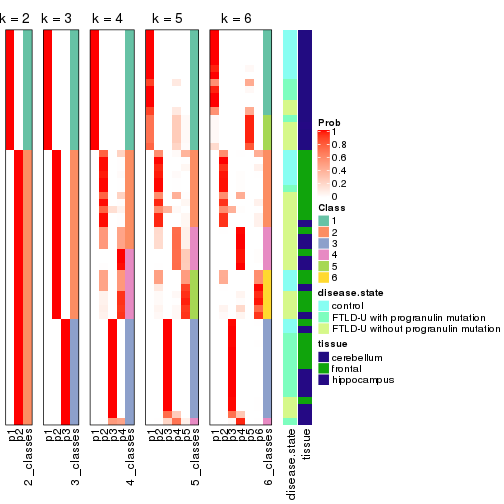 k = 2 k = 3 k = 4 k = 5 k = 6
Prob
1
0.8
0.6
0.4
0.2
0
Class
1
2
3
4
5
6
disease.state
control
FTLD-U with progranulin mutation
FTLD-U without progranulin mutation
tissue
cerebellum
frontal
hippocampus
p1 p2 2_classes p1 p2 p3 3_classes p1 p2 p3 p4 4_classes p1 p2 p3 p4 p5 5_classes p1 p2 p3 p4 p5 p6 6_classes disease.state tissue